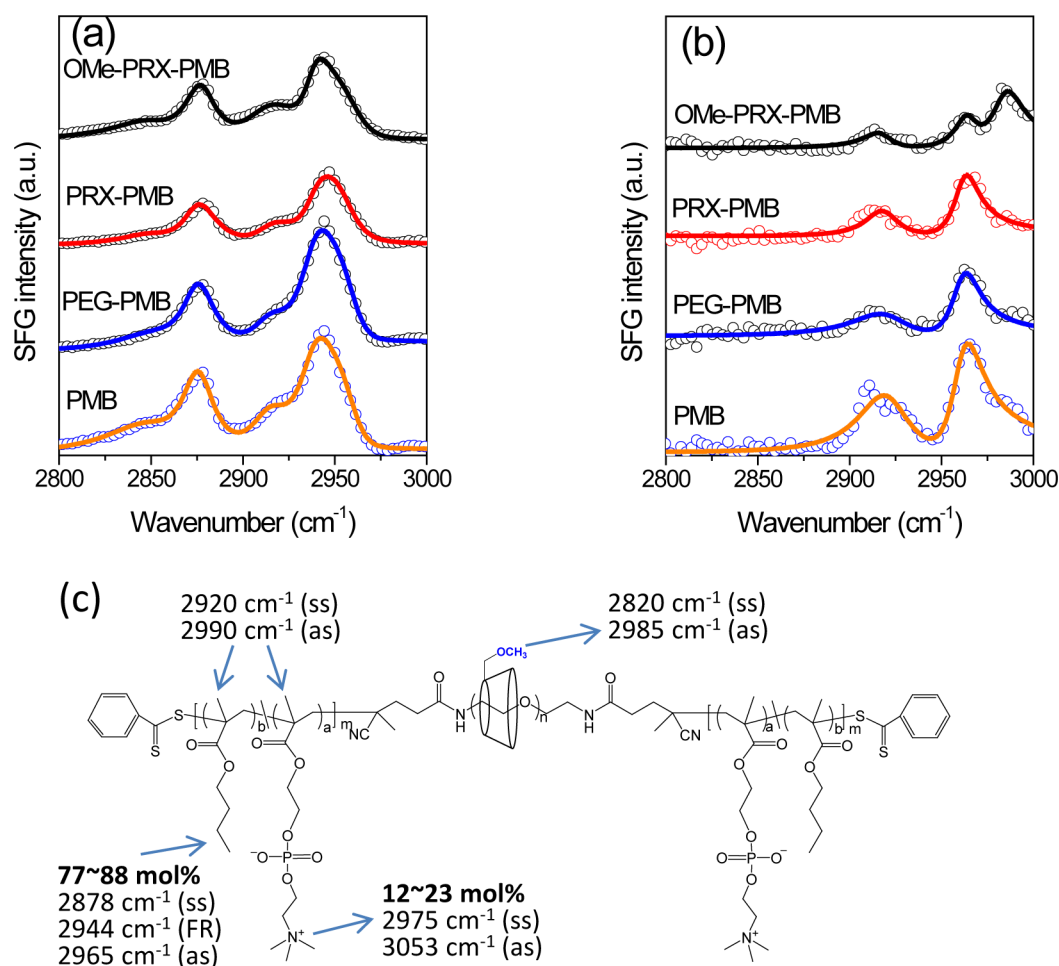 (a)
OMe-PRX-PMB
PRX-PMB
PEG-PMB
PMB
SFG intensity (a.u.)
2800 2850 2900 2950 3000
Wavenumber (cm⁻¹)
(b)
OMe-PRX-PMB
PRX-PMB
PEG-PMB
PMB
SFG intensity (a.u.)
2800 2850 2900 2950 3000
Wavenumber (cm⁻¹)
(c)
2920 cm⁻¹ (ss)
2990 cm⁻¹ (as)
2820 cm⁻¹ (ss)
2985 cm⁻¹ (as)
OCH₃
S S b a m NC O N H O n N H O CN a b m S S
O O O O O O O O
O O
⁻O P O O P O⁻
O O
N⁺ N⁺
77~88 mol%
2878 cm⁻¹ (ss)
2944 cm⁻¹ (FR)
2965 cm⁻¹ (as)
12~23 mol%
2975 cm⁻¹ (ss)
3053 cm⁻¹ (as)